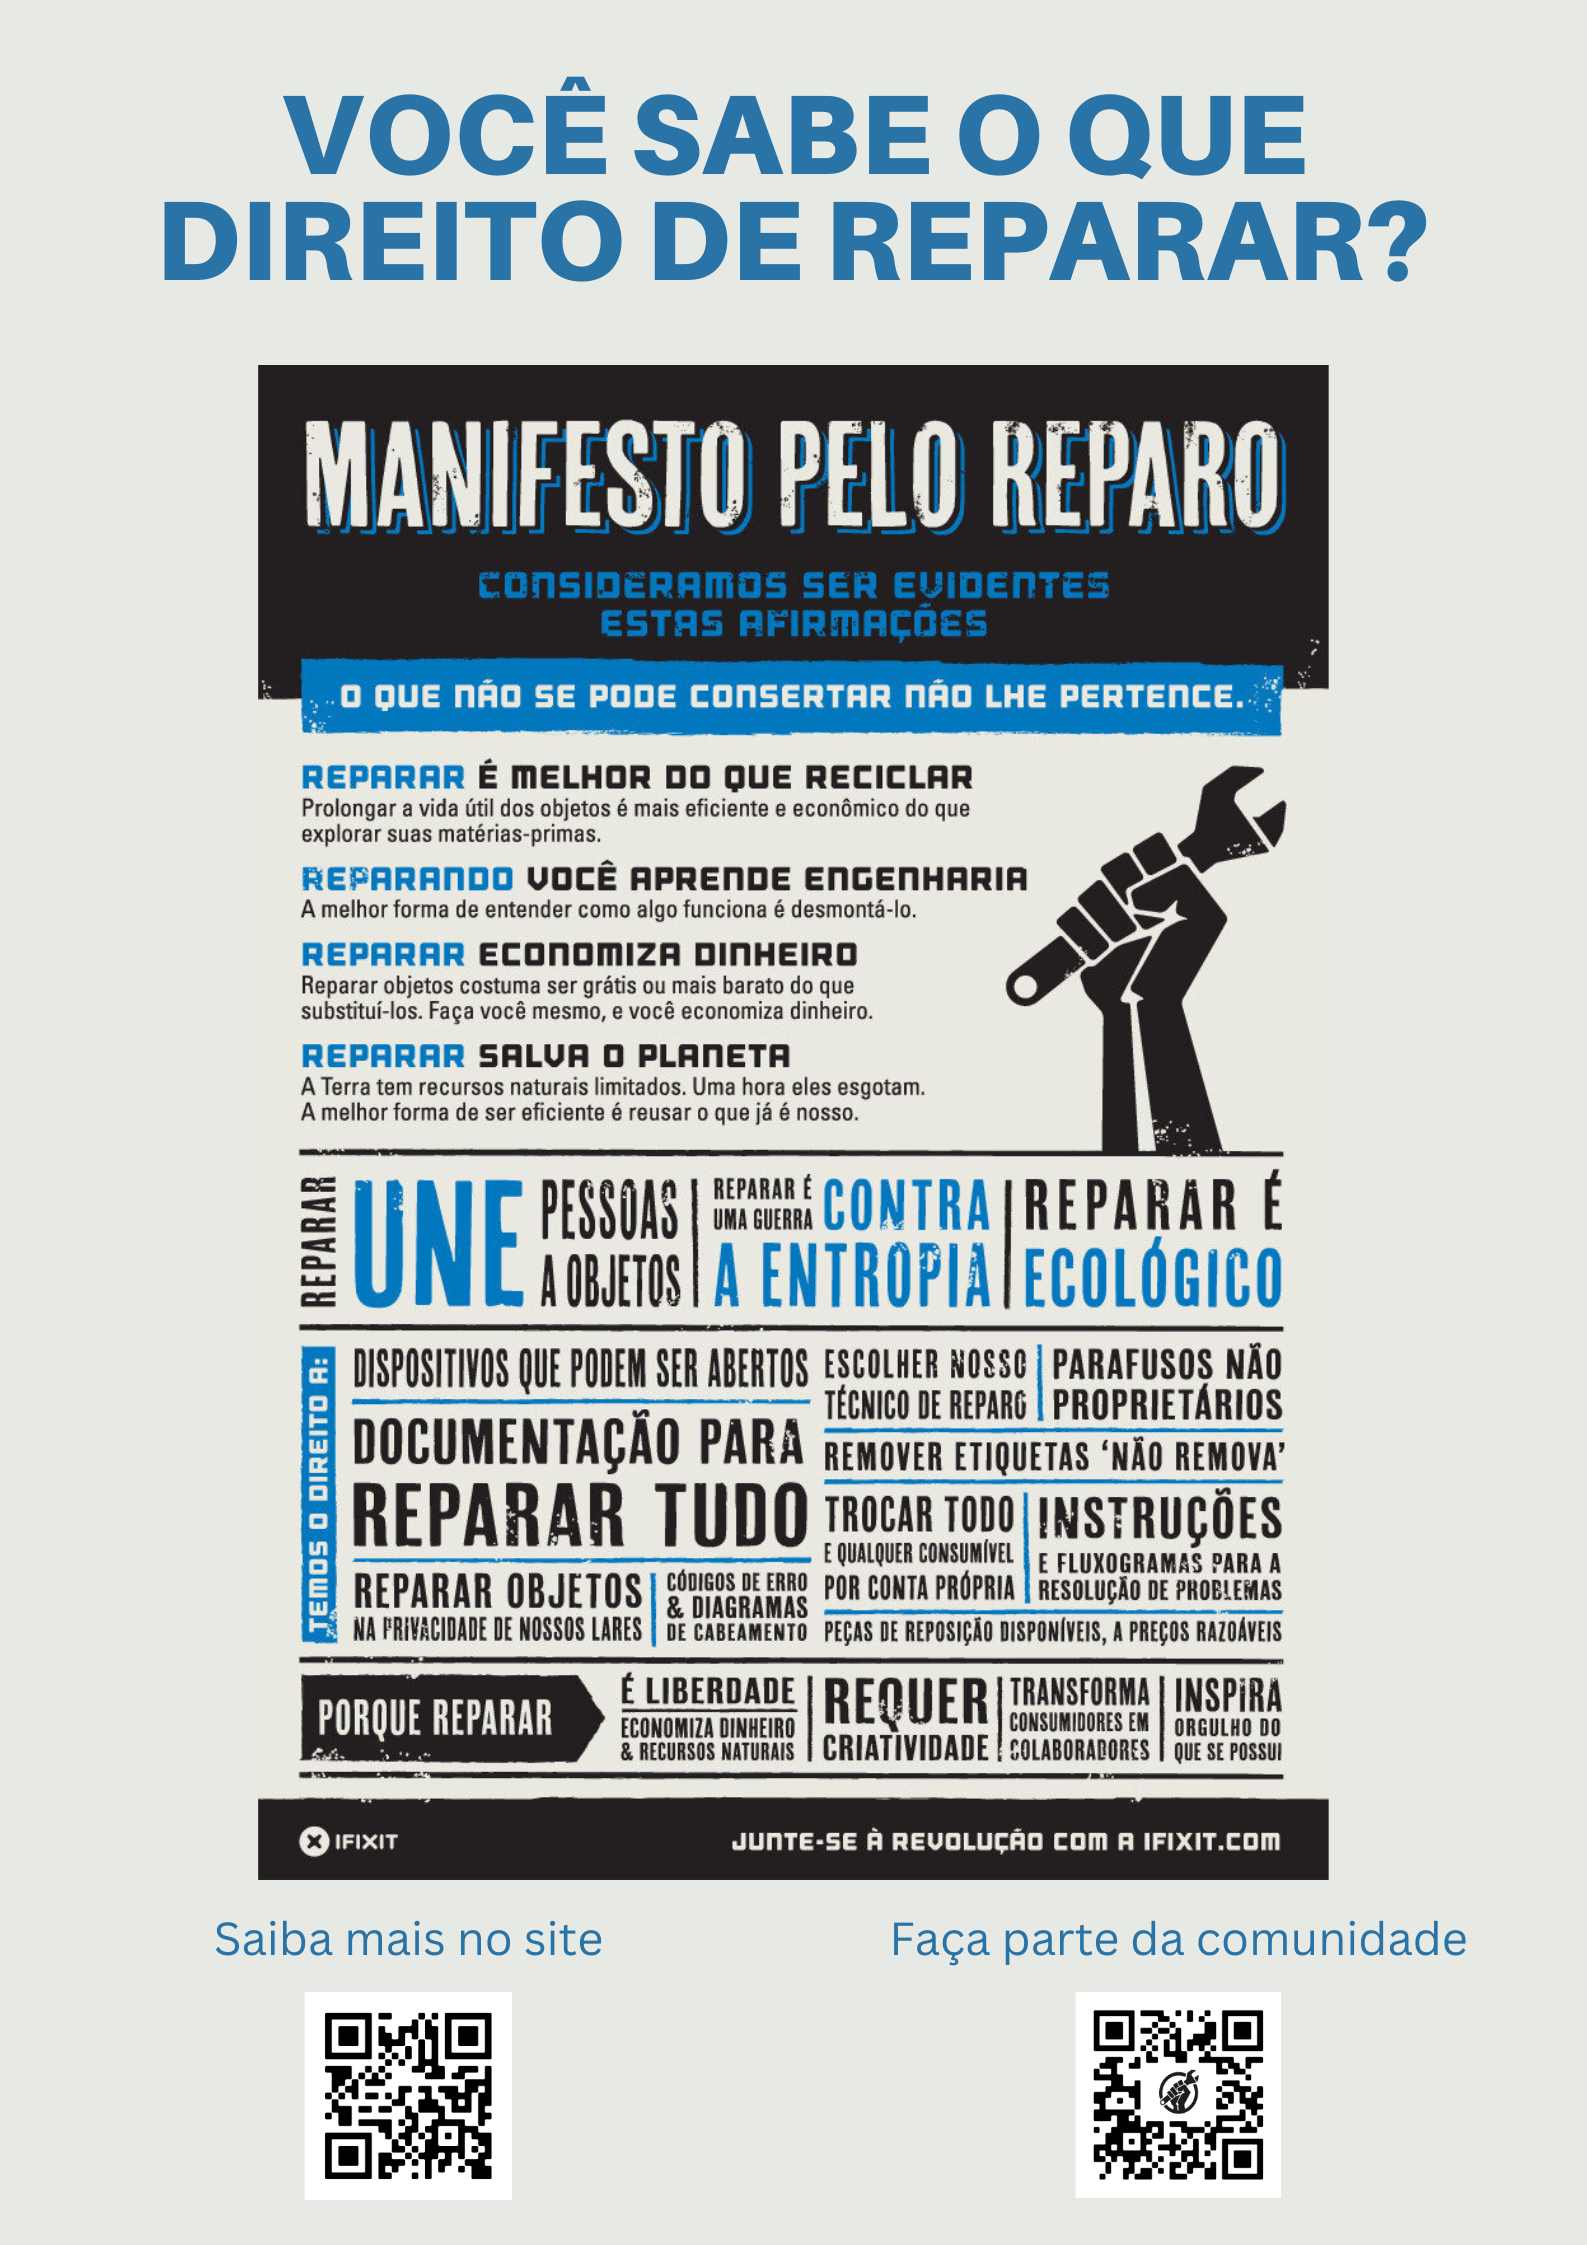 VOCÊ SABE O QUE
DIREITO DE REPARAR?
MANIFESTO PELO REPARO
CONSIDERAMOS SER EVIDENTES
ESTAS AFIRMAÇÕES
O QUE NÃO SE PODE CONSERTAR NÃO LHE PERTENCE.
REPARAR É MELHOR DO QUE RECICLAR
Prolongar a vida útil dos objetos é mais eficiente e econômico do que
explorar suas matérias-primas.
REPARANDO VOCÊ APRENDE ENGENHARIA
A melhor forma de entender como algo funciona é desmontá-lo.
REPARAR ECONOMIZA DINHEIRO
Reparar objetos costuma ser grátis ou mais barato do que
substituí-los. Faça você mesmo, e você economiza dinheiro.
REPARAR SALVA O PLANETA
A Terra tem recursos naturais limitados. Uma hora eles esgotam.
A melhor forma de ser eficiente é reusar o que já é nosso.
REPARAR
UNE
PESSOAS
A OBJETOS
REPARAR É
UMA GUERRA
CONTRA
A ENTROPIA
REPARAR É
ECOLÓGICO
TEMOS O DIREITO A:
DISPOSITIVOS QUE PODEM SER ABERTOS
DOCUMENTAÇÃO PARA
REPARAR TUDO
REPARAR OBJETOS
NA PRIVACIDADE DE NOSSOS LARES
CÓDIGOS DE ERRO
& DIAGRAMAS
DE CABEAMENTO
ESCOLHER NOSSO
TÉCNICO DE REPARO
PARAFUSOS NÃO
PROPRIETÁRIOS
REMOVER ETIQUETAS ‘NÃO REMOVA’
TROCAR TODO
E QUALQUER CONSUMÍVEL
POR CONTA PRÓPRIA
INSTRUÇÕES
E FLUXOGRAMAS PARA A
RESOLUÇÃO DE PROBLEMAS
PEÇAS DE REPOSIÇÃO DISPONÍVEIS, A PREÇOS RAZOÁVEIS
PORQUE REPARAR
É LIBERDADE
ECONOMIZA DINHEIRO
& RECURSOS NATURAIS
REQUER
CRIATIVIDADE
TRANSFORMA
CONSUMIDORES EM
COLABORADORES
INSPIRA
ORGULHO DO
QUE SE POSSUI
IFIXIT
JUNTE-SE À REVOLUÇÃO COM A IFIXIT.COM
Saiba mais no site
Faça parte da comunidade